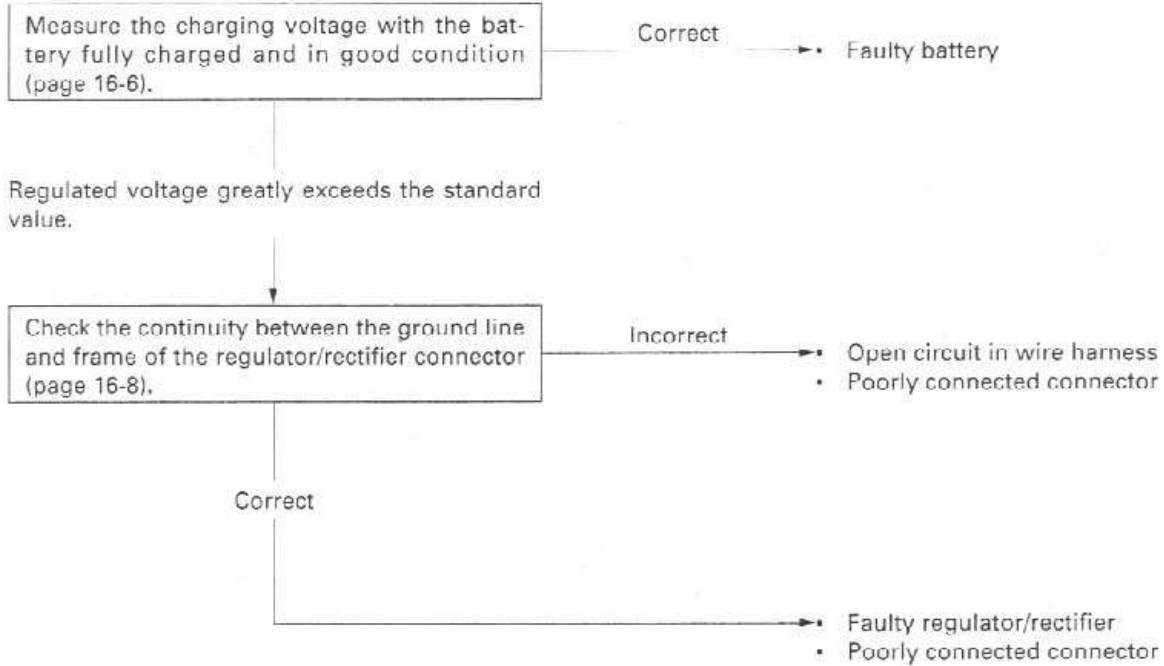 Measure the charging voltage with the bat-
tery fully charged and in good condition
(page 16-6).
Correct
• Faulty battery
Regulated voltage greatly exceeds the standard
value.
Check the continuity between the ground line
and frame of the regulator/rectifier connector
(page 16-8).
Incorrect
• Open circuit in wire harness
• Poorly connected connector
Correct
• Faulty regulator/rectifier
• Poorly connected connector